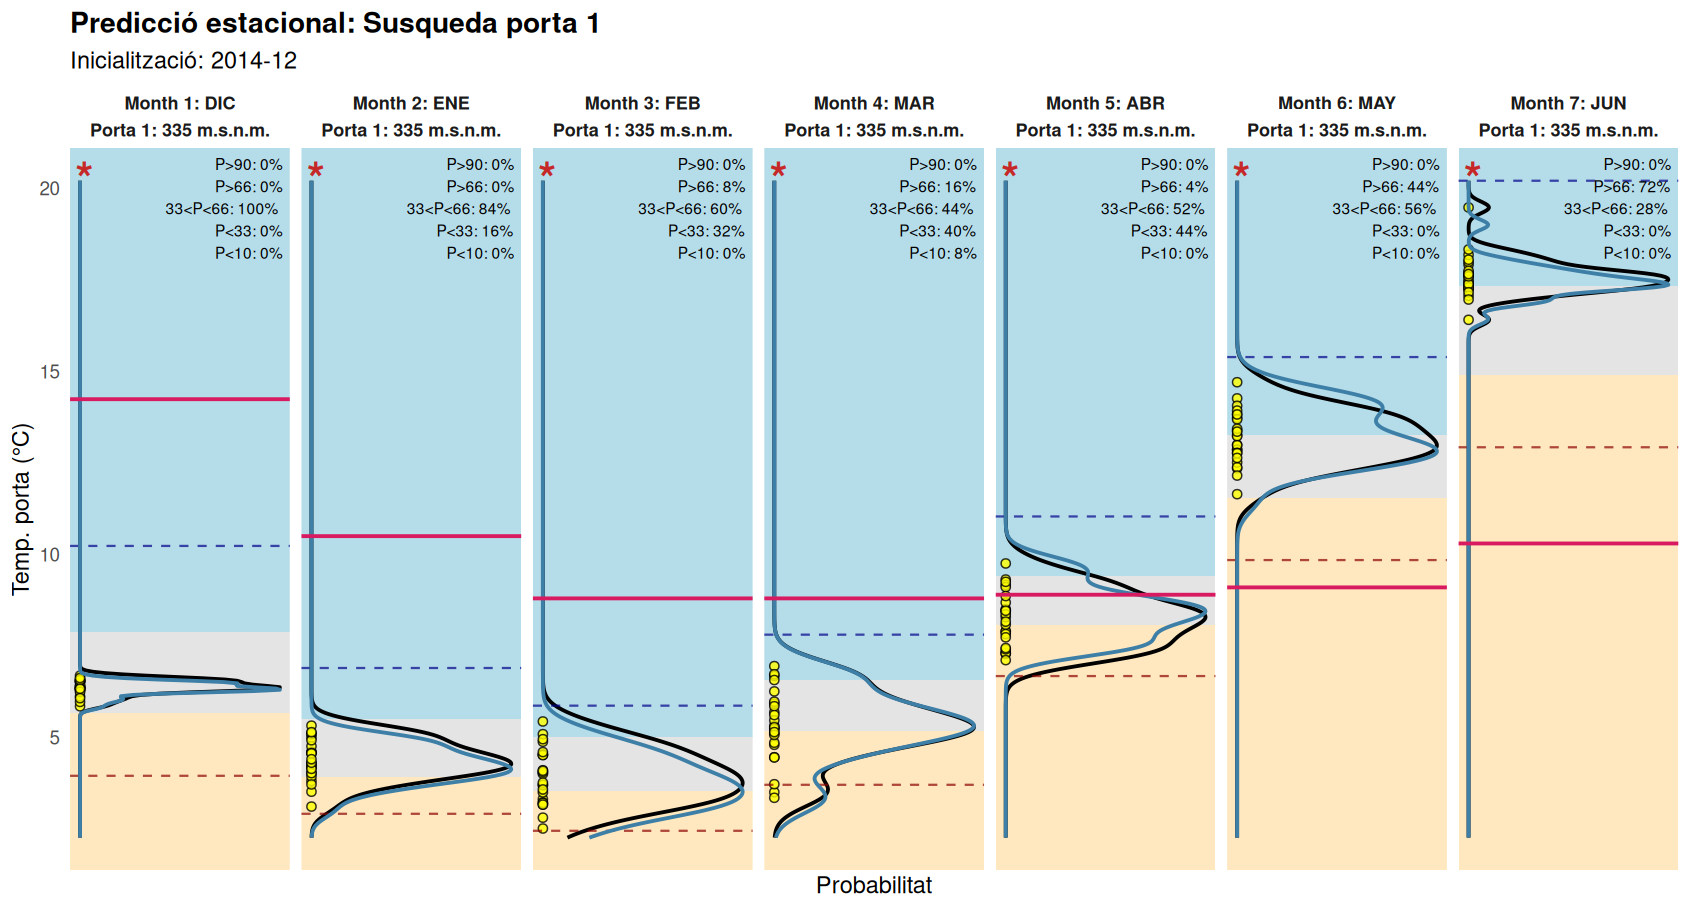 Predicció estacional: Susqueda porta 1
Inicialització: 2014-12
Month 1: DIC
Porta 1: 335 m.s.n.m.
Month 2: ENE
Porta 1: 335 m.s.n.m.
Month 3: FEB
Porta 1: 335 m.s.n.m.
Month 4: MAR
Porta 1: 335 m.s.n.m.
Month 5: ABR
Porta 1: 335 m.s.n.m.
Month 6: MAY
Porta 1: 335 m.s.n.m.
Month 7: JUN
Porta 1: 335 m.s.n.m.
*
P>90: 0%
P>66: 0%
33<P<66: 100%
P<33: 0%
P<10: 0%
*
P>90: 0%
P>66: 0%
33<P<66: 84%
P<33: 16%
P<10: 0%
*
P>90: 0%
P>66: 8%
33<P<66: 60%
P<33: 32%
P<10: 0%
*
P>90: 0%
P>66: 16%
33<P<66: 44%
P<33: 40%
P<10: 8%
*
P>90: 0%
P>66: 4%
33<P<66: 52%
P<33: 44%
P<10: 0%
*
P>90: 0%
P>66: 44%
33<P<66: 56%
P<33: 0%
P<10: 0%
*
P>90: 0%
P>66: 72%
33<P<66: 28%
P<33: 0%
P<10: 0%
20
15
10
5
Temp. porta (°C)
Probabilitat